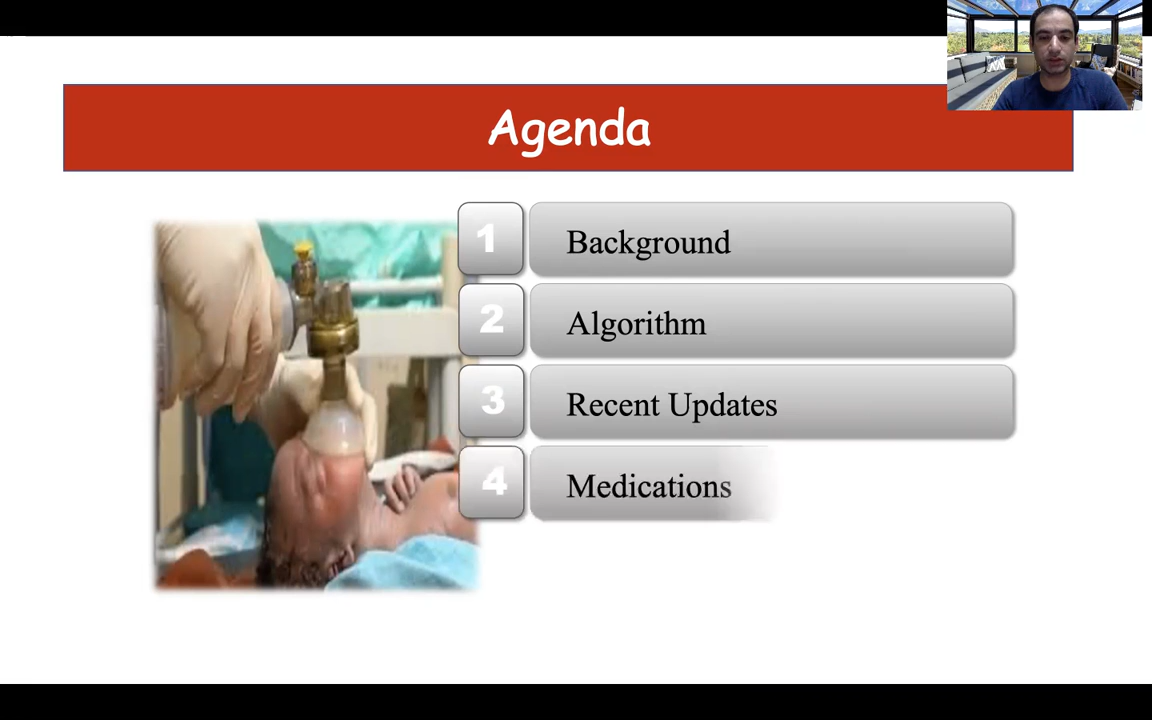 Agenda
1 Background
2 Algorithm
3 Recent Updates
4 Medications